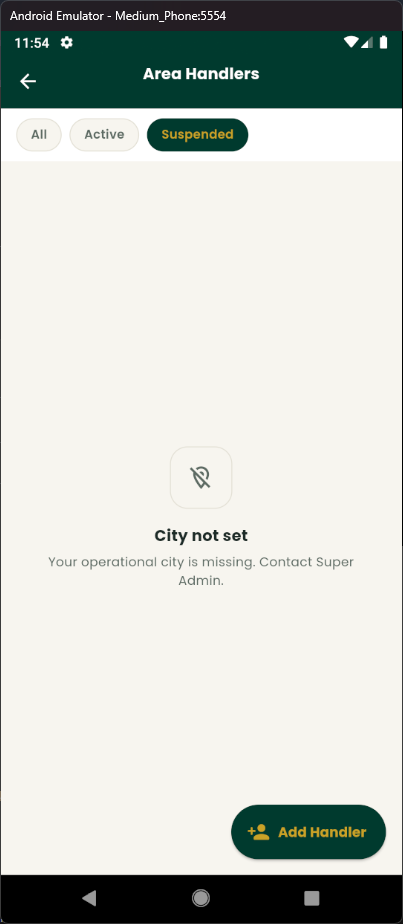 Android Emulator - Medium_Phone:5554
11:54
Area Handlers
All Active Suspended
City not set
Your operational city is missing. Contact Super
Admin.
Add Handler